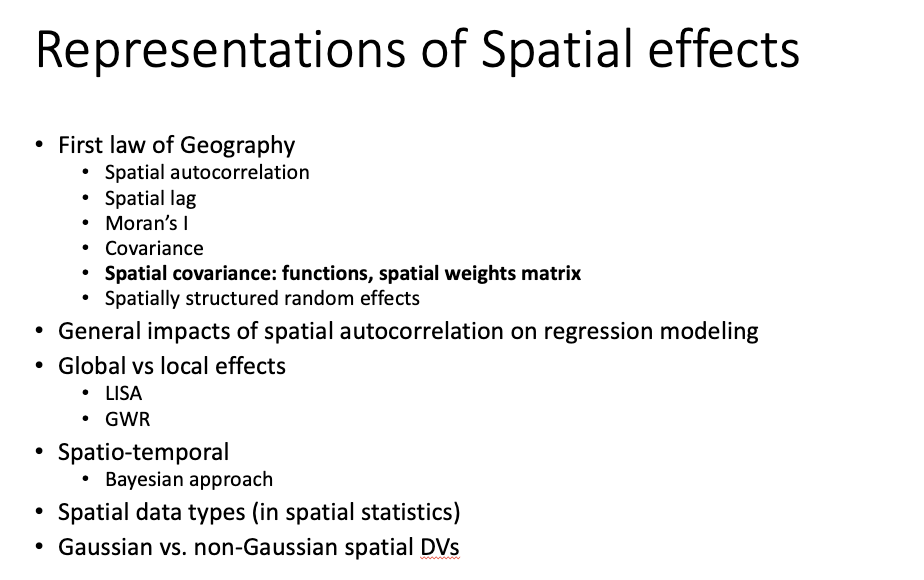 Representations of Spatial effects
• First law of Geography
• Spatial autocorrelation
• Spatial lag
• Moran’s I
• Covariance
• Spatial covariance: functions, spatial weights matrix
• Spatially structured random effects
• General impacts of spatial autocorrelation on regression modeling
• Global vs local effects
• LISA
• GWR
• Spatio-temporal
• Bayesian approach
• Spatial data types (in spatial statistics)
• Gaussian vs. non-Gaussian spatial DVs